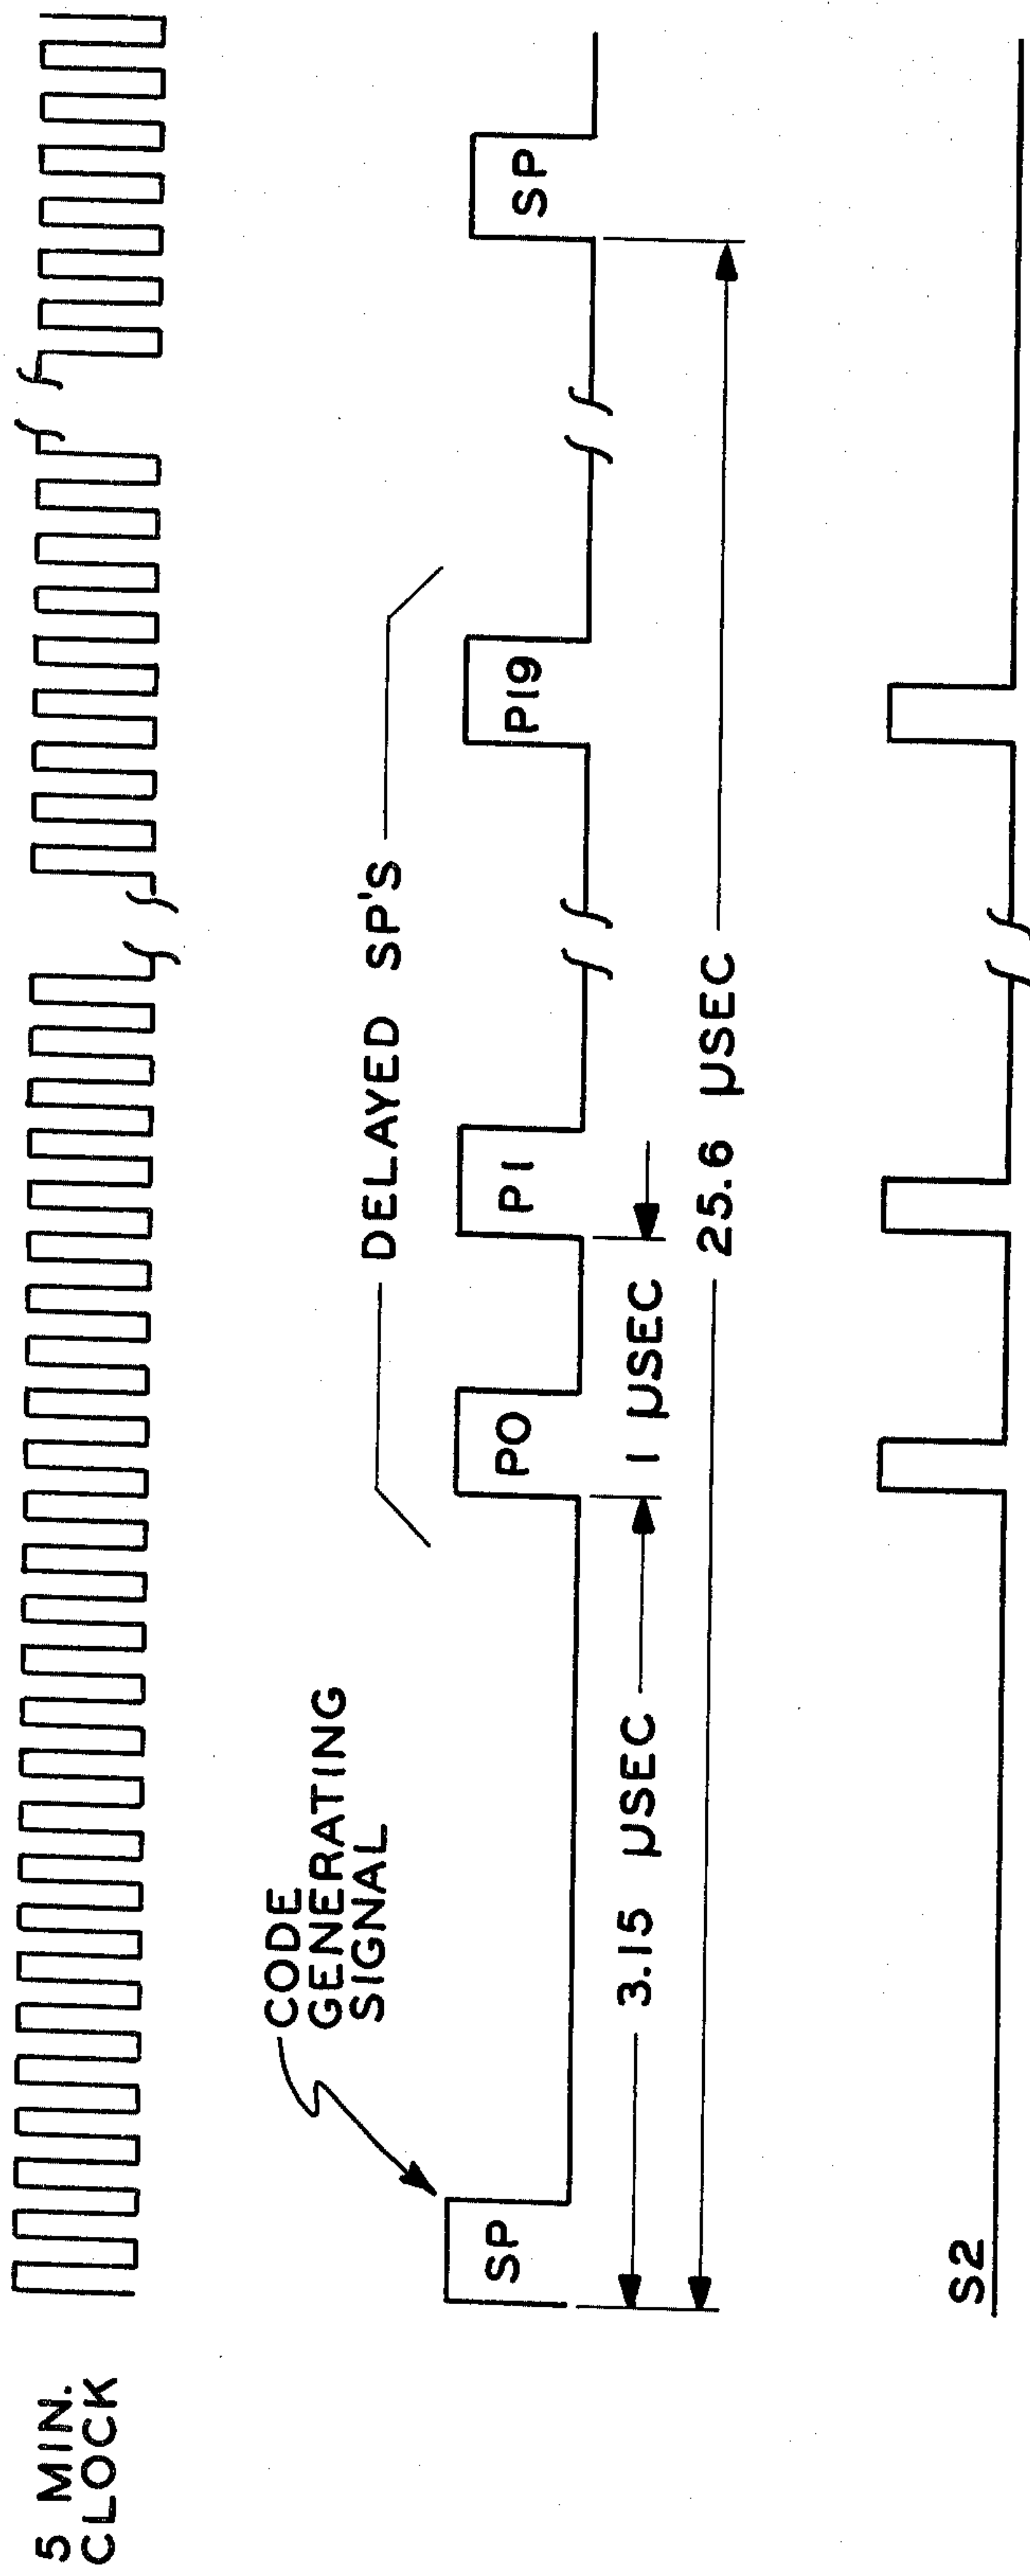 5 MIN.
CLOCK
CODE
GENERATING
SIGNAL
DELAYED SP'S
SP
PO
P1
P19
SP
3.15 µSEC
1 µSEC
25.6 µSEC
S2